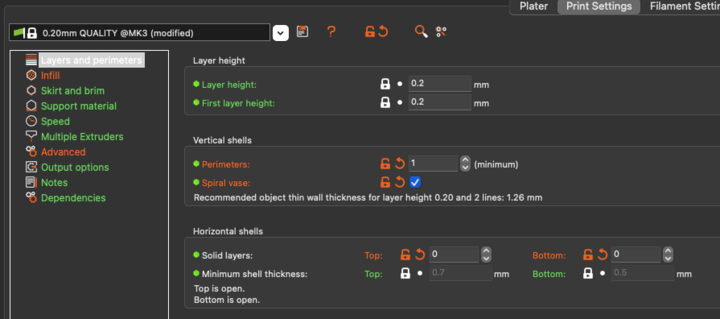 Plater Print Settings Filament Setti
0.20mm QUALITY @MK3 (modified)
Layers and perimeters
Infill
Skirt and brim
Support material
Speed
Multiple Extruders
Advanced
Output options
Notes
Dependencies
Layer height
Layer height: 0.2 mm
First layer height: 0.2 mm
Vertical shells
Perimeters: 1 (minimum)
Spiral vase:
Recommended object thin wall thickness for layer height 0.20 and 2 lines: 1.26 mm
Horizontal shells
Solid layers: Top: 0 Bottom: 0
Minimum shell thickness: Top: 0.7 mm Bottom: 0.5 mm
Top is open.
Bottom is open.